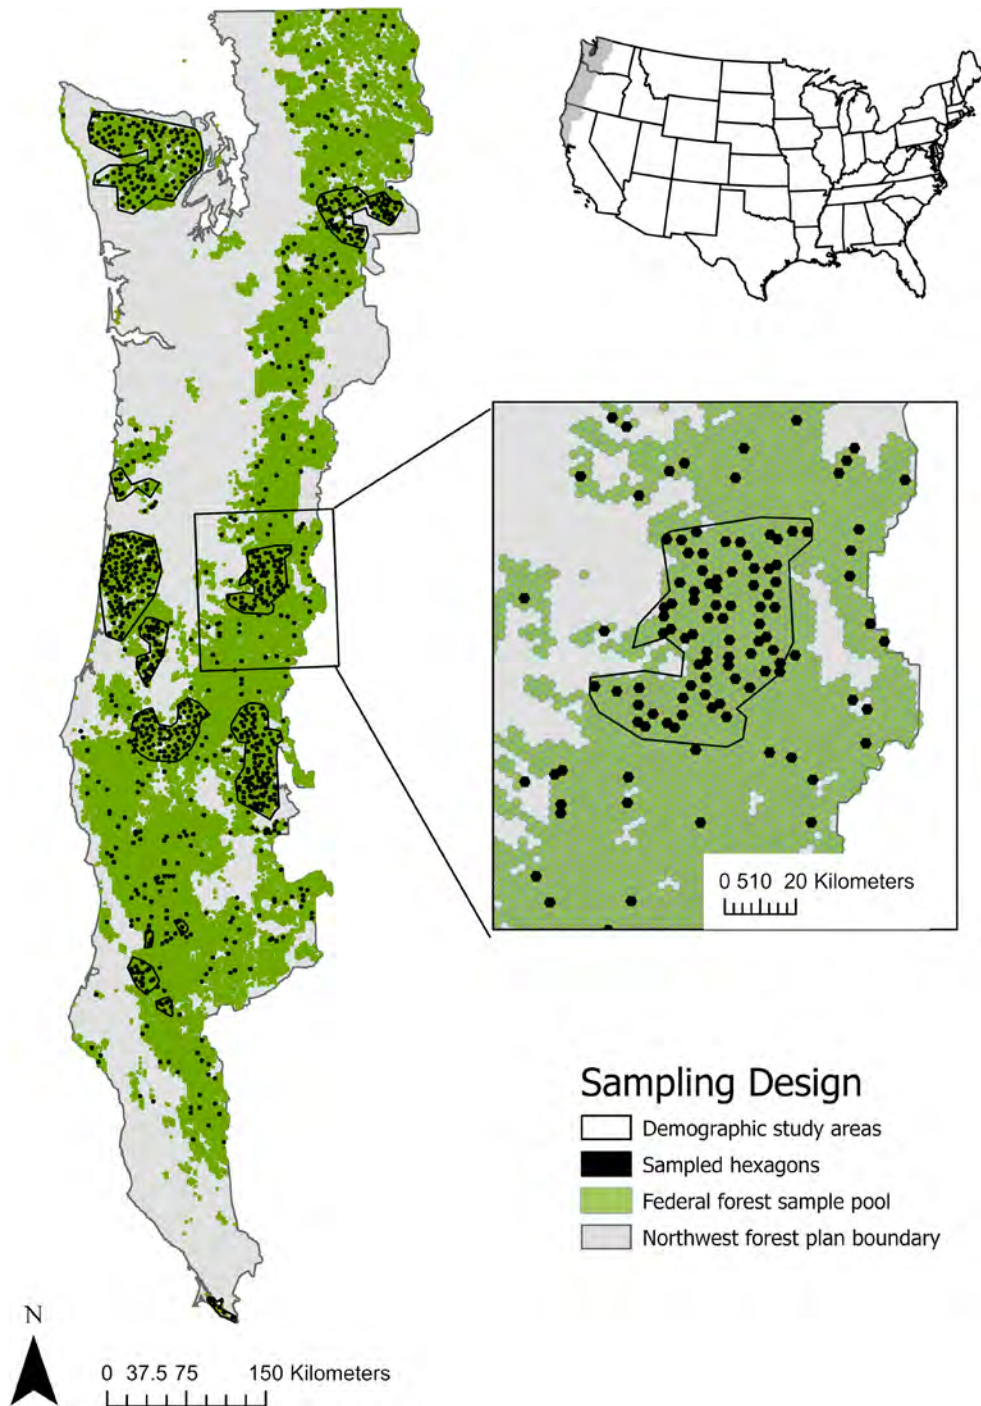 0 510 20 Kilometers
Sampling Design
Demographic study areas
Sampled hexagons
Federal forest sample pool
Northwest forest plan boundary
N
0 37.5 75 150 Kilometers